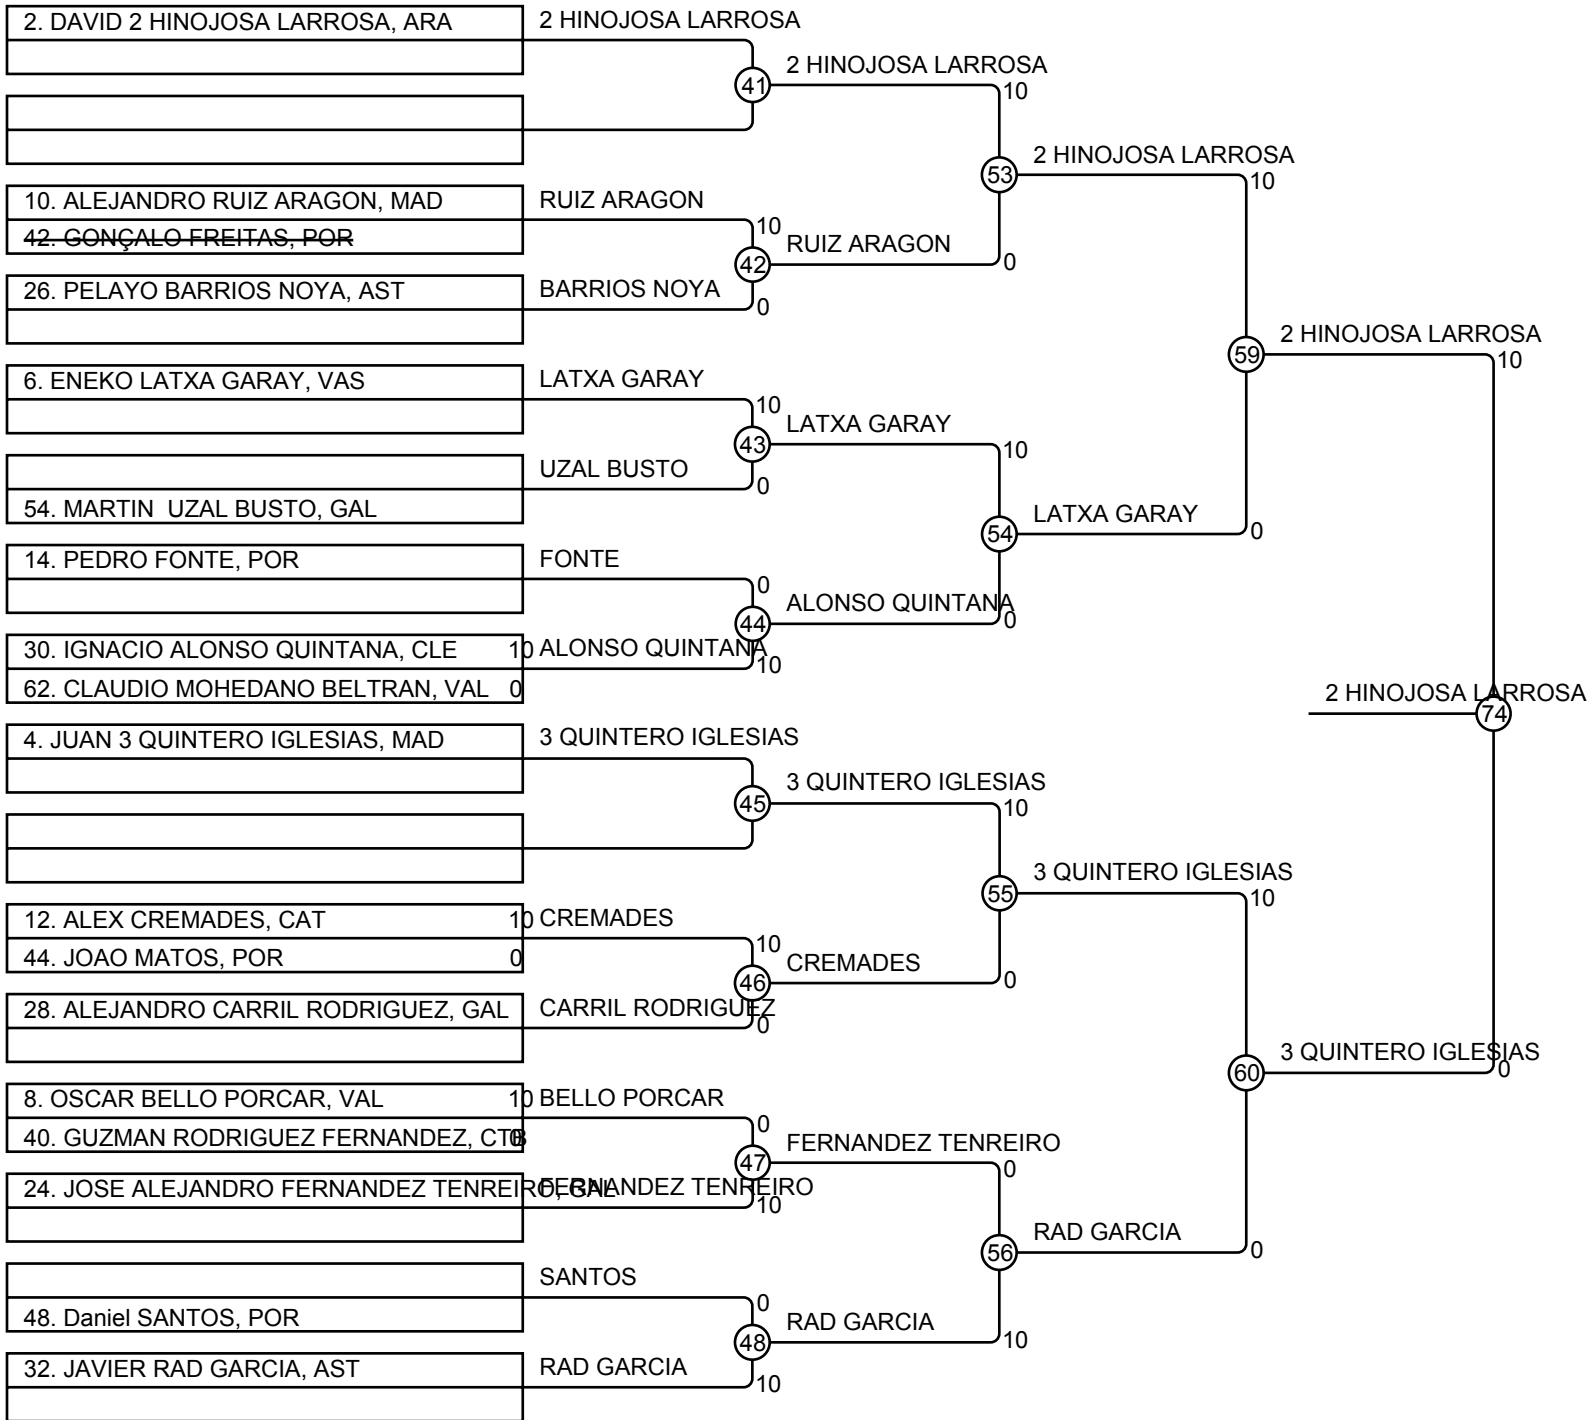 2. DAVID 2 HINOJOSA LARROSA, ARA
2 HINOJOSA LARROSA
41
2 HINOJOSA LARROSA
10
53
2 HINOJOSA LARROSA
10
10. ALEJANDRO RUIZ ARAGON, MAD
RUIZ ARAGON
10
42. GONÇALO FREITAS, POR
42
RUIZ ARAGON
0
26. PELAYO BARRIOS NOYA, AST
BARRIOS NOYA
0
59
2 HINOJOSA LARROSA
10
6. ENEKO LATXA GARAY, VAS
LATXA GARAY
10
43
LATXA GARAY
10
UZAL BUSTO
0
54. MARTIN  UZAL BUSTO, GAL
54
LATXA GARAY
0
14. PEDRO FONTE, POR
FONTE
0
44
ALONSO QUINTANA
0
30. IGNACIO ALONSO QUINTANA, CLE 10
ALONSO QUINTANA
10
62. CLAUDIO MOHEDANO BELTRAN, VAL 0
2 HINOJOSA LARROSA
74
4. JUAN 3 QUINTERO IGLESIAS, MAD
3 QUINTERO IGLESIAS
45
3 QUINTERO IGLESIAS
10
55
3 QUINTERO IGLESIAS
10
12. ALEX CREMADES, CAT 10
CREMADES
10
44. JOAO MATOS, POR 0
46
CREMADES
0
28. ALEJANDRO CARRIL RODRIGUEZ, GAL
CARRIL RODRIGUEZ
0
60
3 QUINTERO IGLESIAS
0
8. OSCAR BELLO PORCAR, VAL 10
BELLO PORCAR
0
40. GUZMAN RODRIGUEZ FERNANDEZ, CTB 0
47
FERNANDEZ TENREIRO
0
24. JOSE ALEJANDRO FERNANDEZ TENREIRO, GAL
FERNANDEZ TENREIRO
10
56
RAD GARCIA
0
SANTOS
0
48. Daniel SANTOS, POR
48
RAD GARCIA
10
32. JAVIER RAD GARCIA, AST
RAD GARCIA
10